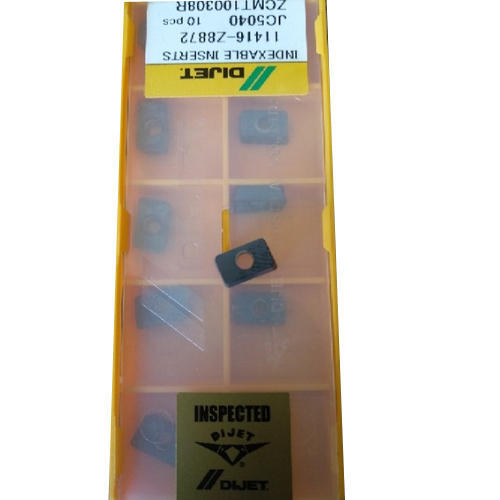 DIJET
INDEXABLE INSERTS
11416-Z8872
JC5040 10 pcs
ZCMT100308R
INSPECTED
DIJET
®
DIJET